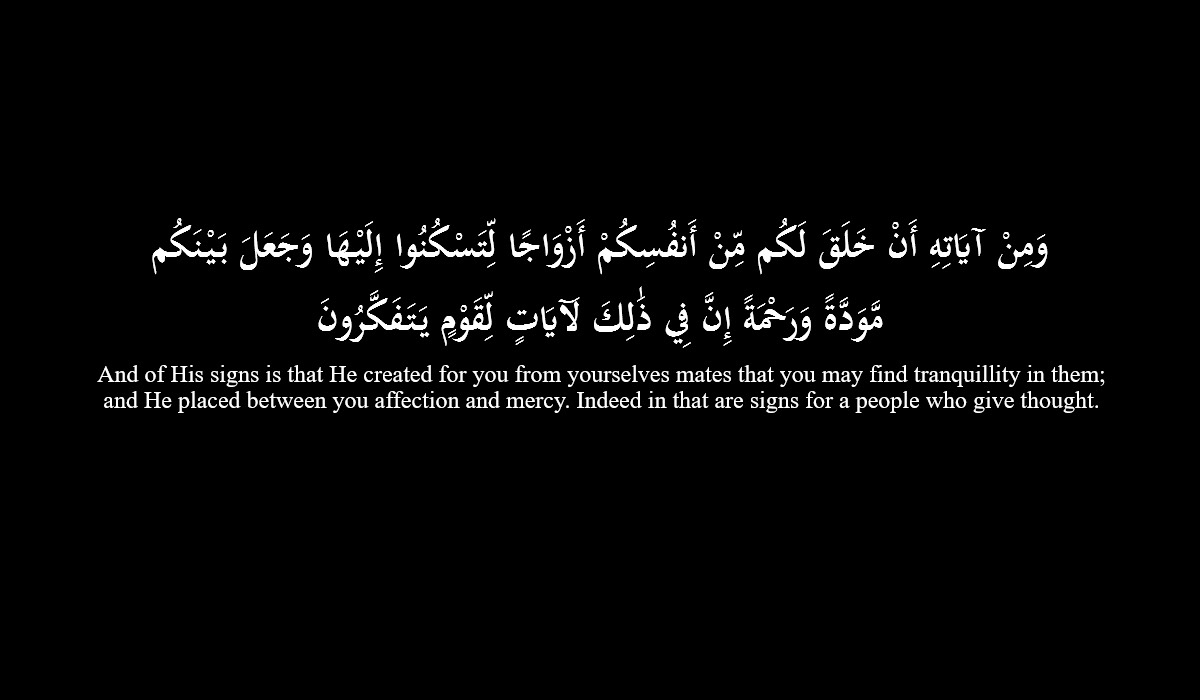 وَمِنْ آيَاتِهِ أَنْ خَلَقَ لَكُم مِّنْ أَنفُسِكُمْ أَزْوَاجًا لِّتَسْكُنُوا إِلَيْهَا وَجَعَلَ بَيْنَكُم
مَّوَدَّةً وَرَحْمَةً إِنَّ فِي ذَٰلِكَ لَآيَاتٍ لِّقَوْمٍ يَتَفَكَّرُونَ
And of His signs is that He created for you from yourselves mates that you may find tranquillity in them;
and He placed between you affection and mercy. Indeed in that are signs for a people who give thought.